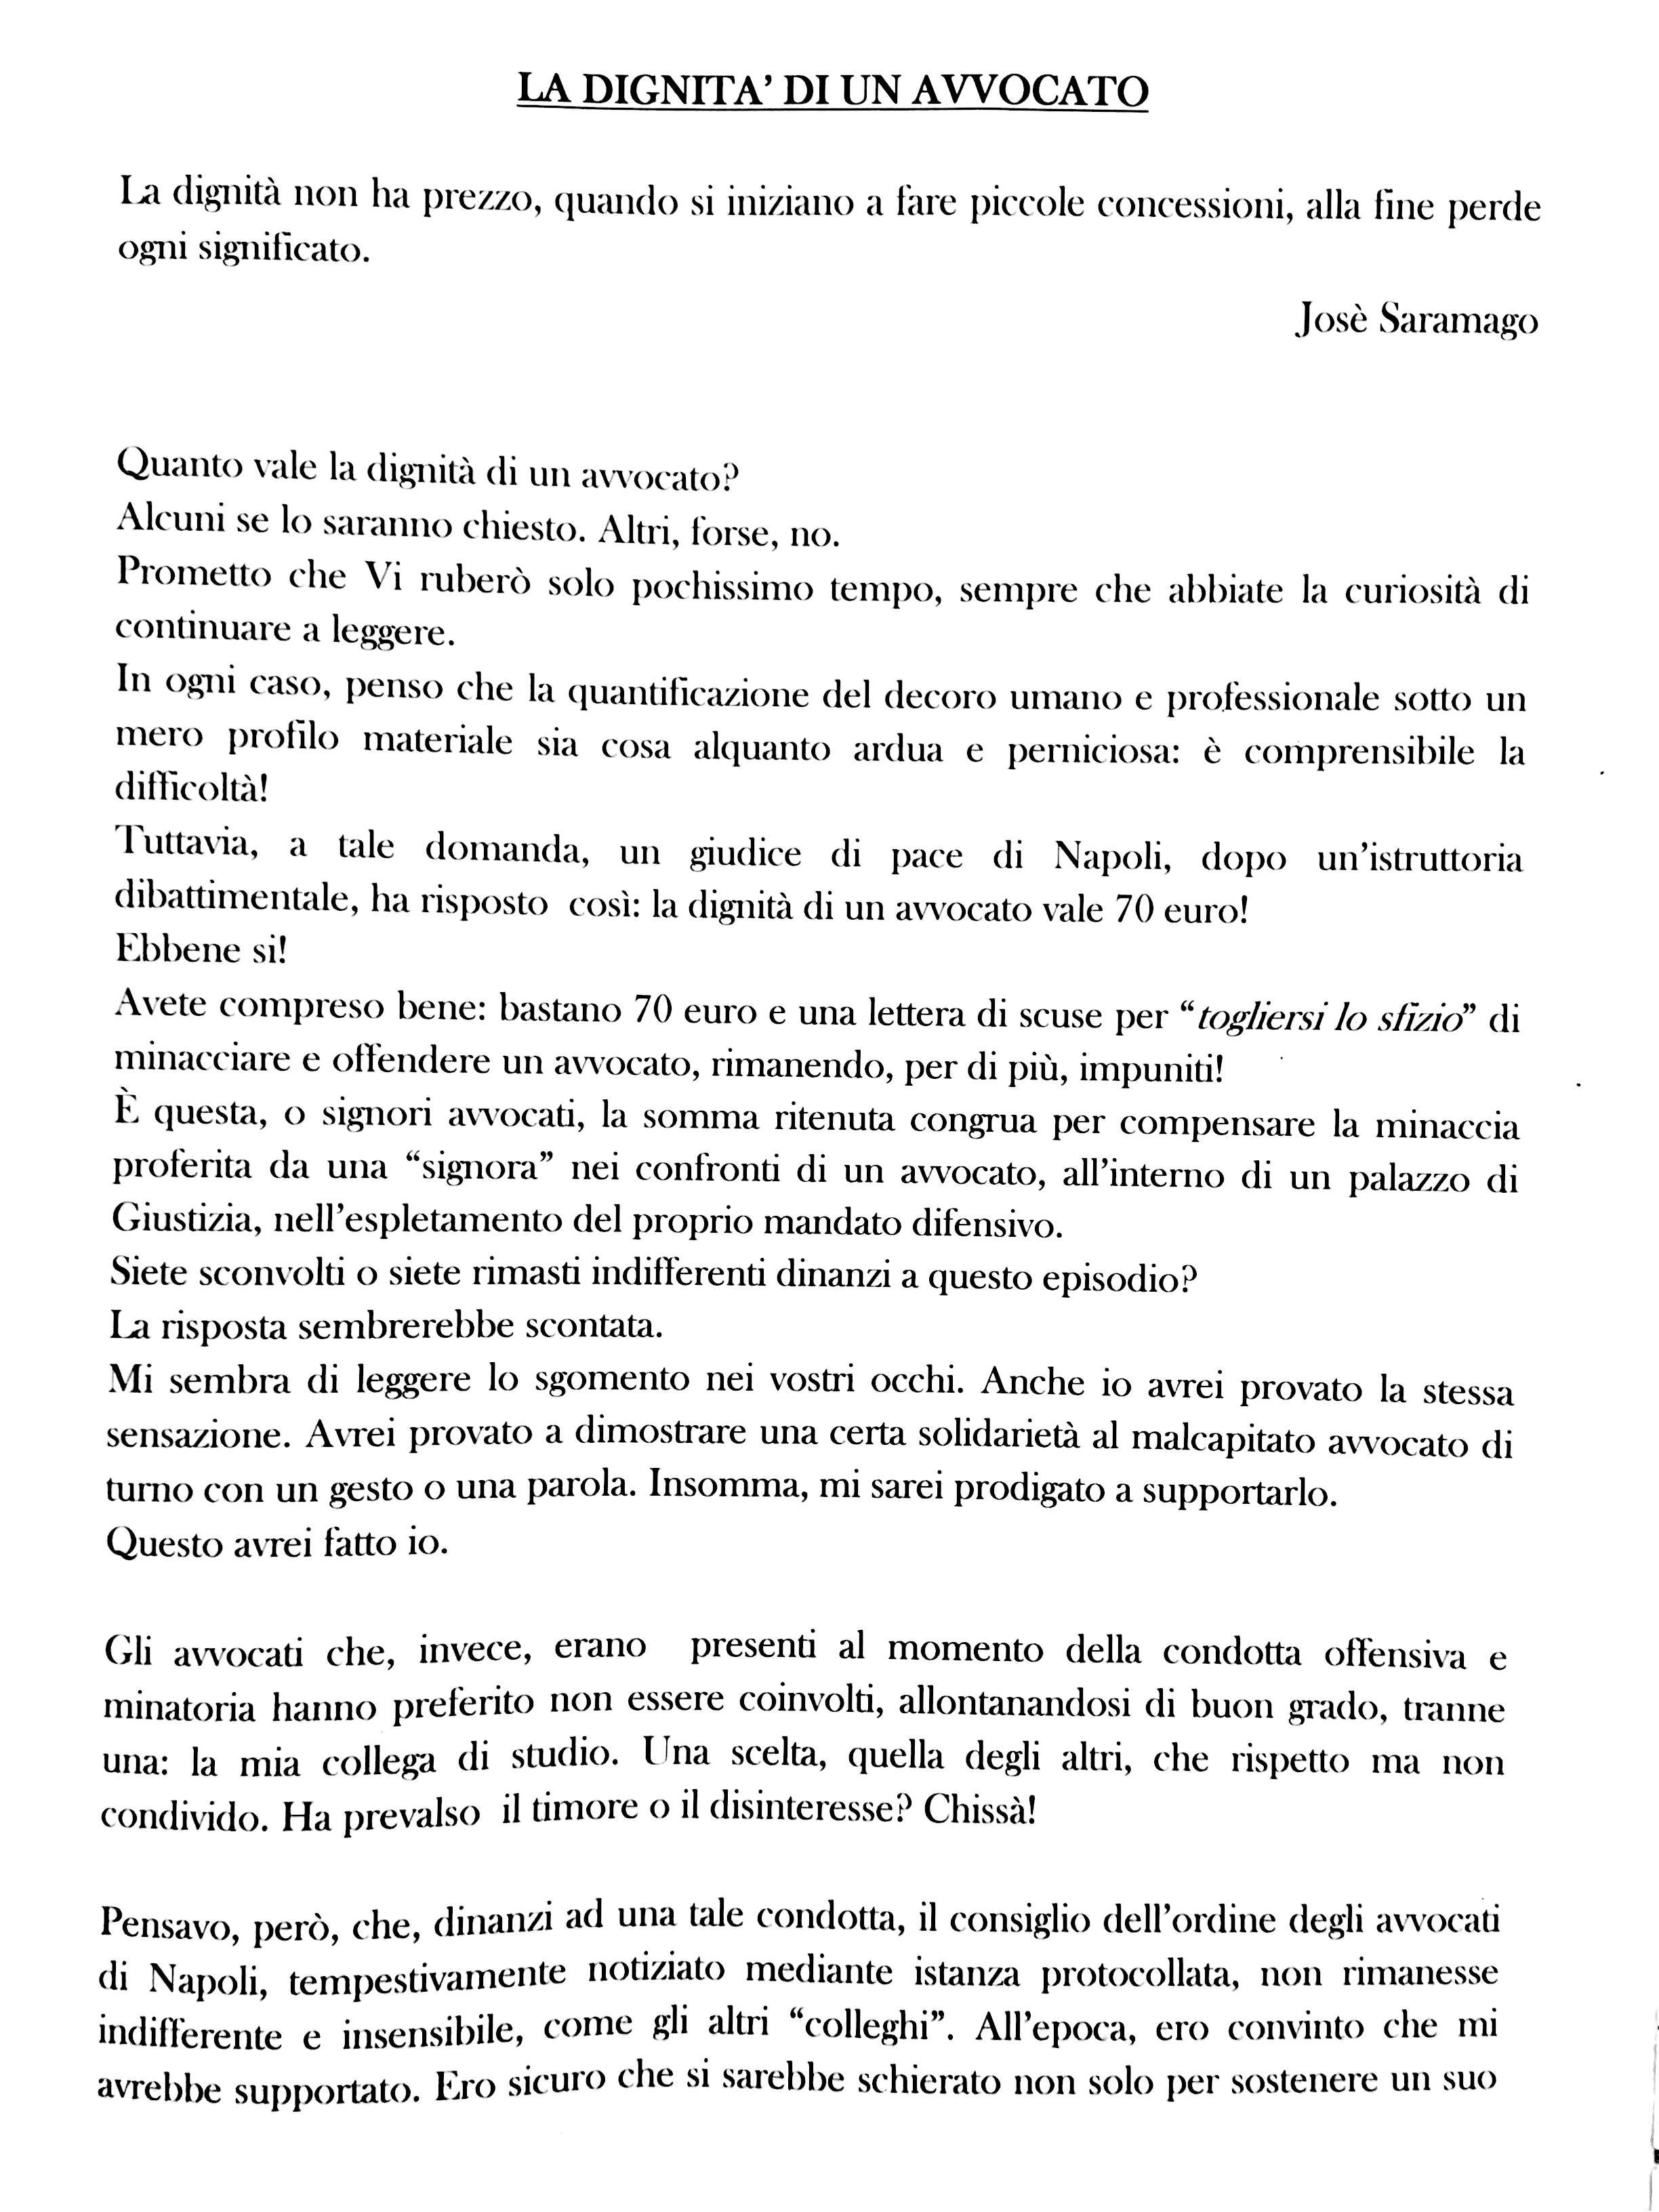 LA DIGNITA’ DI UN AVVOCATO
La dignità non ha prezzo, quando si iniziano a fare piccole concessioni, alla fine perde
ogni significato.
Josè Saramago
Quanto vale la dignità di un avvocato?
Alcuni se lo saranno chiesto. Altri, forse, no.
Prometto che Vi ruberò solo pochissimo tempo, sempre che abbiate la curiosità di
continuare a leggere.
In ogni caso, penso che la quantificazione del decoro umano e professionale sotto un
mero profilo materiale sia cosa alquanto ardua e perniciosa: è comprensibile la
difficoltà!
Tuttavia, a tale domanda, un giudice di pace di Napoli, dopo un’istruttoria
dibattimentale, ha risposto così: la dignità di un avvocato vale 70 euro!
Ebbene si!
Avete compreso bene: bastano 70 euro e una lettera di scuse per “togliersi lo sfizio” di
minacciare e offendere un avvocato, rimanendo, per di più, impuniti!
È questa, o signori avvocati, la somma ritenuta congrua per compensare la minaccia
proferita da una “signora” nei confronti di un avvocato, all’interno di un palazzo di
Giustizia, nell’espletamento del proprio mandato difensivo.
Siete sconvolti o siete rimasti indifferenti dinanzi a questo episodio?
La risposta sembrerebbe scontata.
Mi sembra di leggere lo sgomento nei vostri occhi. Anche io avrei provato la stessa
sensazione. Avrei provato a dimostrare una certa solidarietà al malcapitato avvocato di
turno con un gesto o una parola. Insomma, mi sarei prodigato a supportarlo.
Questo avrei fatto io.
Gli avvocati che, invece, erano presenti al momento della condotta offensiva e
minatoria hanno preferito non essere coinvolti, allontanandosi di buon grado, tranne
una: la mia collega di studio. Una scelta, quella degli altri, che rispetto ma non
condivido. Ha prevalso il timore o il disinteresse? Chissà!
Pensavo, però, che, dinanzi ad una tale condotta, il consiglio dell’ordine degli avvocati
di Napoli, tempestivamente notiziato mediante istanza protocollata, non rimanesse
indifferente e insensibile, come gli altri “colleghi”. All’epoca, ero convinto che mi
avrebbe supportato. Ero sicuro che si sarebbe schierato non solo per sostenere un suo